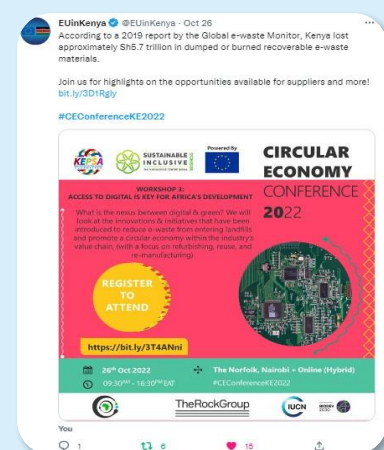 EUinKenya @EUinKenya · Oct 26
According to a 2019 report by the Global e-waste Monitor, Kenya lost
approximately Sh5.7 trillion in dumped or burned recoverable e-waste
materials.
Join us for highlights on the opportunities available for suppliers and more!
bit.ly/3D1Rgly
#CEConferenceKE2022
KEPSA
SUSTAINABLE
INCLUSIVE
BUSINESS
Powered By
CIRCULAR
ECONOMY
CONFERENCE
2022
WORKSHOP 3:
ACCESS TO DIGITAL IS KEY FOR AFRICA'S DEVELOPMENT
What is the nexus between digital & green? We will
look at the innovations & initiatives that have been
introduced to reduce e-waste from entering landfills
and promote a circular economy within the industry's
value chain, (with a focus on refurbishing, reuse, and
re-manufacturing).
REGISTER
TO
ATTEND
https://bit.ly/3T4ANni
26th Oct 2022
09:30AM - 16:30PM EAT
The Norfolk, Nairobi + Online (Hybrid)
#CEConferenceKE2022
TheRockGroup
IUCN
You
1 6 15